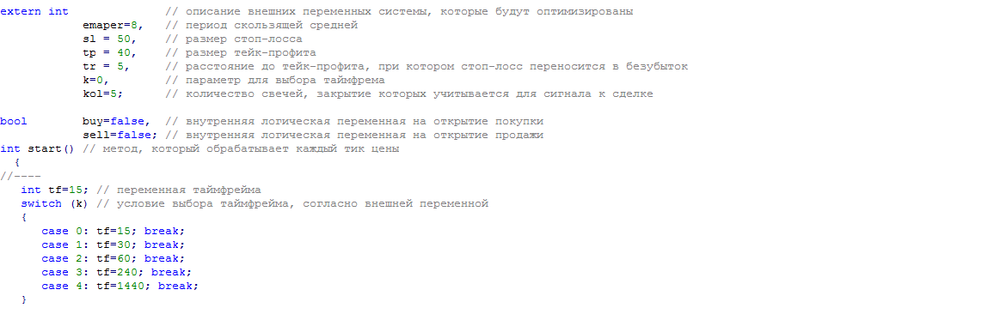 extern int              // описание внешних переменных системы, которые будут оптимизированы
            emaper=8,   // период скользящей средней
            sl = 50,    // размер стоп-лосса
            tp = 40,    // размер тейк-профита
            tr = 5,     // расстояние до тейк-профита, при котором стоп-лосс переносится в безубыток
            k=0,        // параметр для выбора таймфрема
            kol=5;      // количество свечей, закрытие которых учитывается для сигнала к сделке
bool        buy=false,  // внутренняя логическая переменная на открытие покупки
            sell=false; // внутренняя логическая переменная на открытие продажи
int start() // метод, который обрабатывает каждый тик цены
  {
//----
   int tf=15; // переменная таймфрейма
   switch (k) // условие выбора таймфрейма, согласно внешней переменной
   {
      case 0: tf=15; break;
      case 1: tf=30; break;
      case 2: tf=60; break;
      case 3: tf=240; break;
      case 4: tf=1440; break;
   }